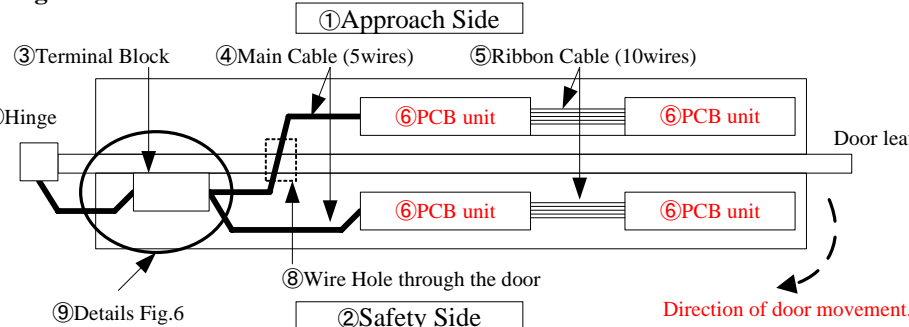 ①Approach Side
③Terminal Block ④Main Cable (5wires) ⑤Ribbon Cable (10wires)
Hinge
⑥PCB unit ⑥PCB unit
Door leaf
⑥PCB unit ⑥PCB unit
⑧Wire Hole through the door
⑨Details Fig.6
②Safety Side
Direction of door movement.